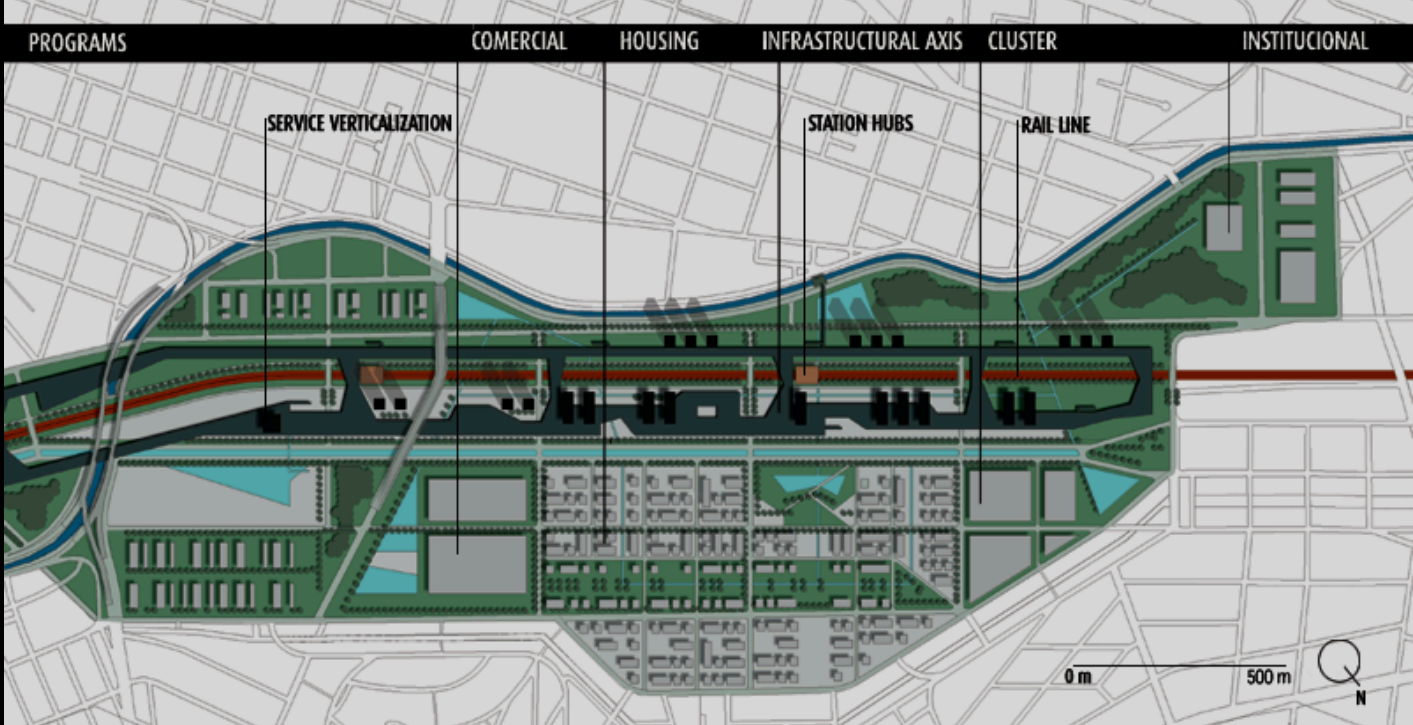 PROGRAMS COMERCIAL HOUSING INFRASTRUCTURAL AXIS CLUSTER INSTITUCIONAL
SERVICE VERTICALIZATION STATION HUBS RAIL LINE
0 m 500 m
N